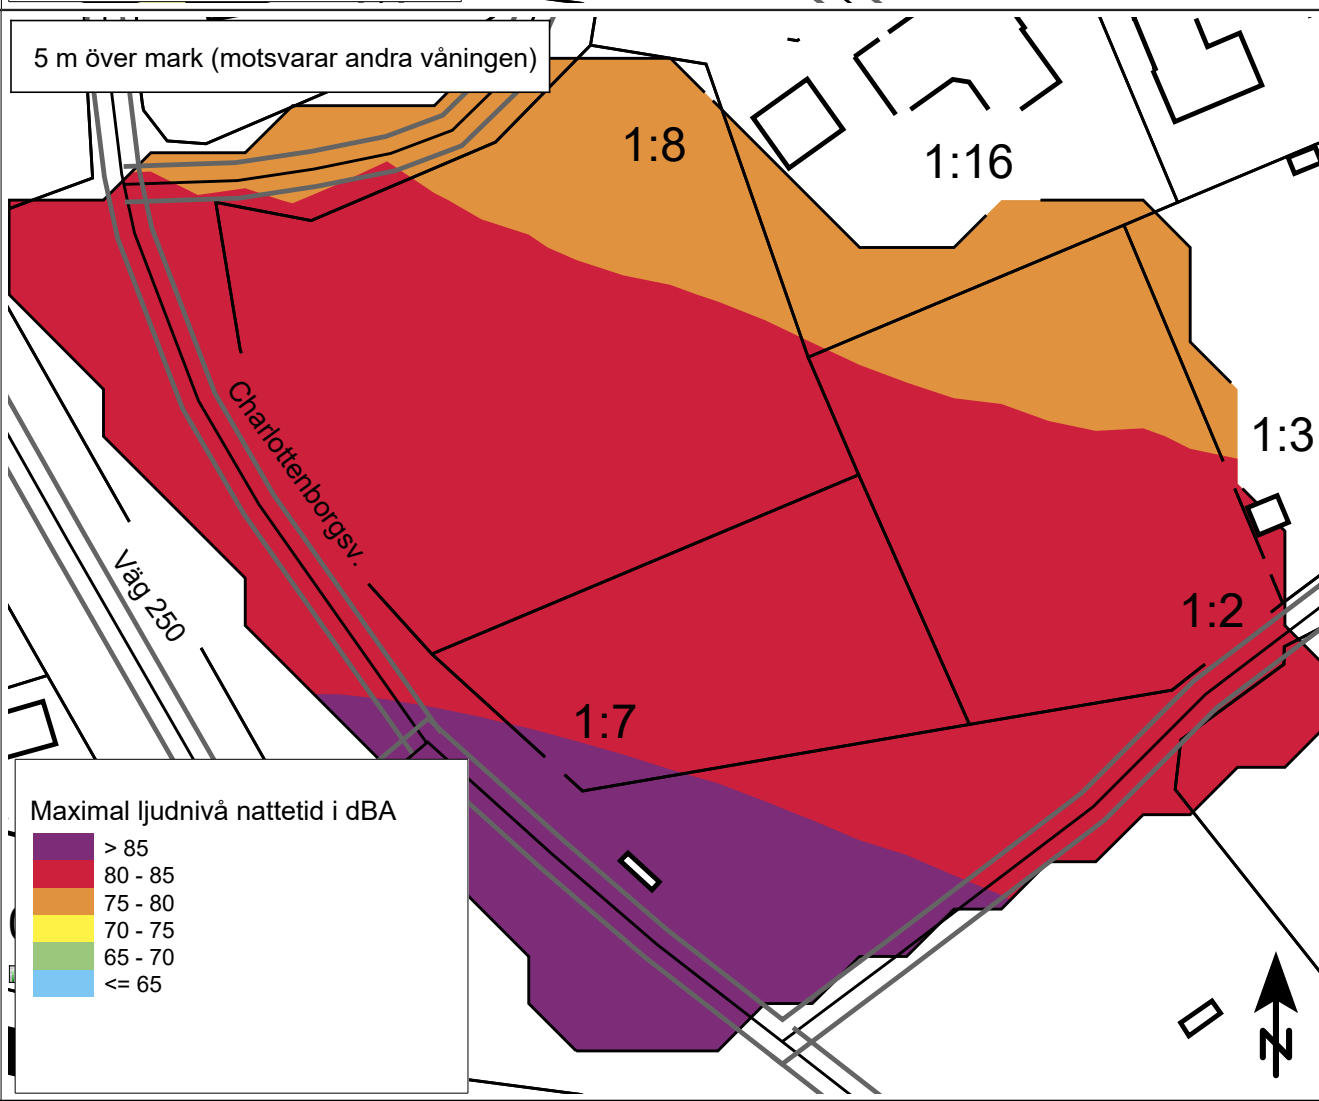 5 m över mark (motsvarar andra våningen)
1:8
1:16
1:3
Charlottenborgsv.
Väg 250
1:2
1:7
Maximal ljudnivå nattetid i dBA
> 85
80 - 85
75 - 80
70 - 75
65 - 70
<= 65
N